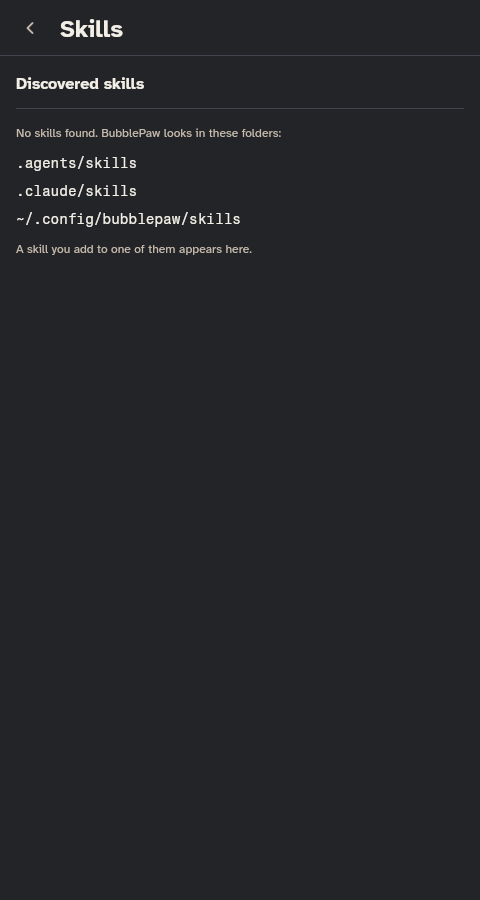 Skills
Discovered skills
No skills found. BubblePaw looks in these folders:
.agents/skills
.claude/skills
~/.config/bubblepaw/skills
A skill you add to one of them appears here.